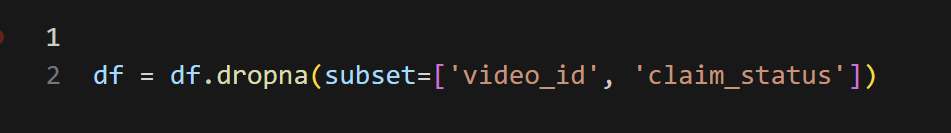 1
2 df = df.dropna(subset=['video_id', 'claim_status'])